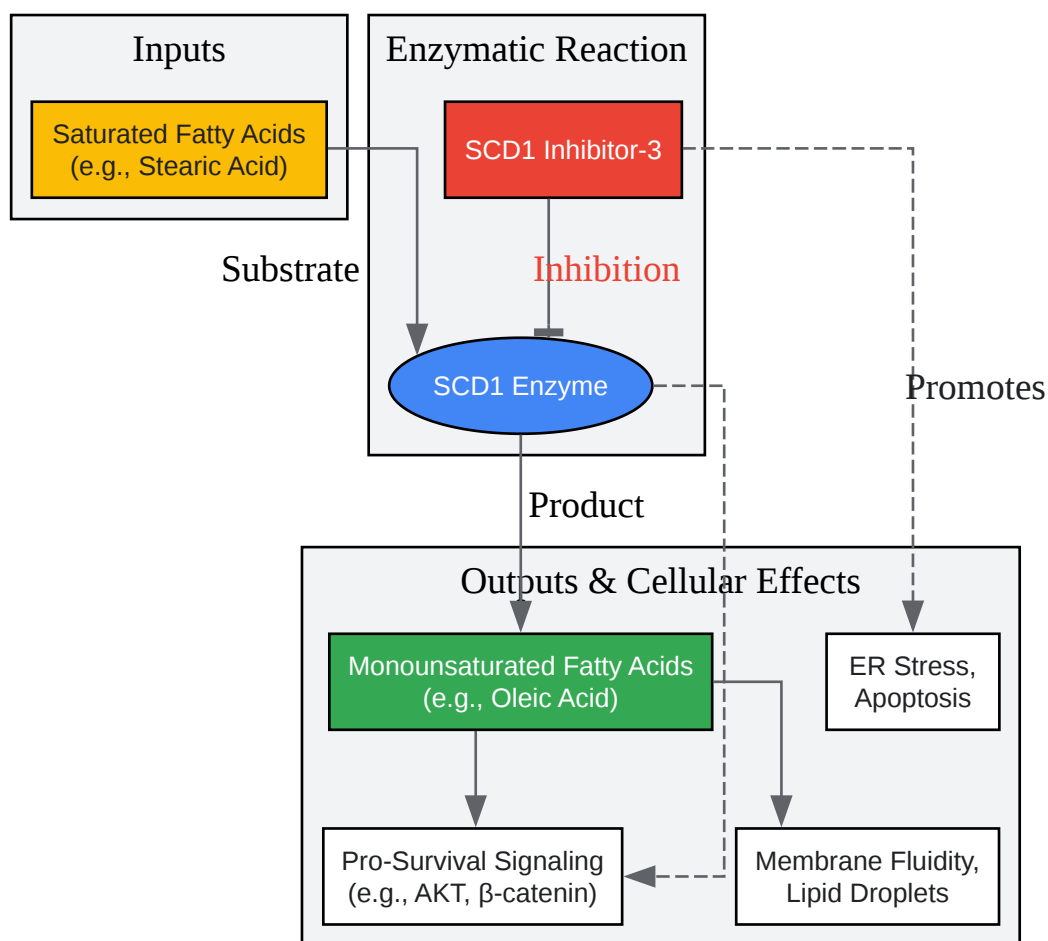 Inputs
Enzymatic Reaction
Saturated Fatty Acids
(e.g., Stearic Acid)
SCD1 Inhibitor-3
Substrate
Inhibition
SCD1 Enzyme
Promotes
Product
Outputs & Cellular Effects
Monounsaturated Fatty Acids
(e.g., Oleic Acid)
ER Stress,
Apoptosis
Pro-Survival Signaling
(e.g., AKT, β-catenin)
Membrane Fluidity,
Lipid Droplets